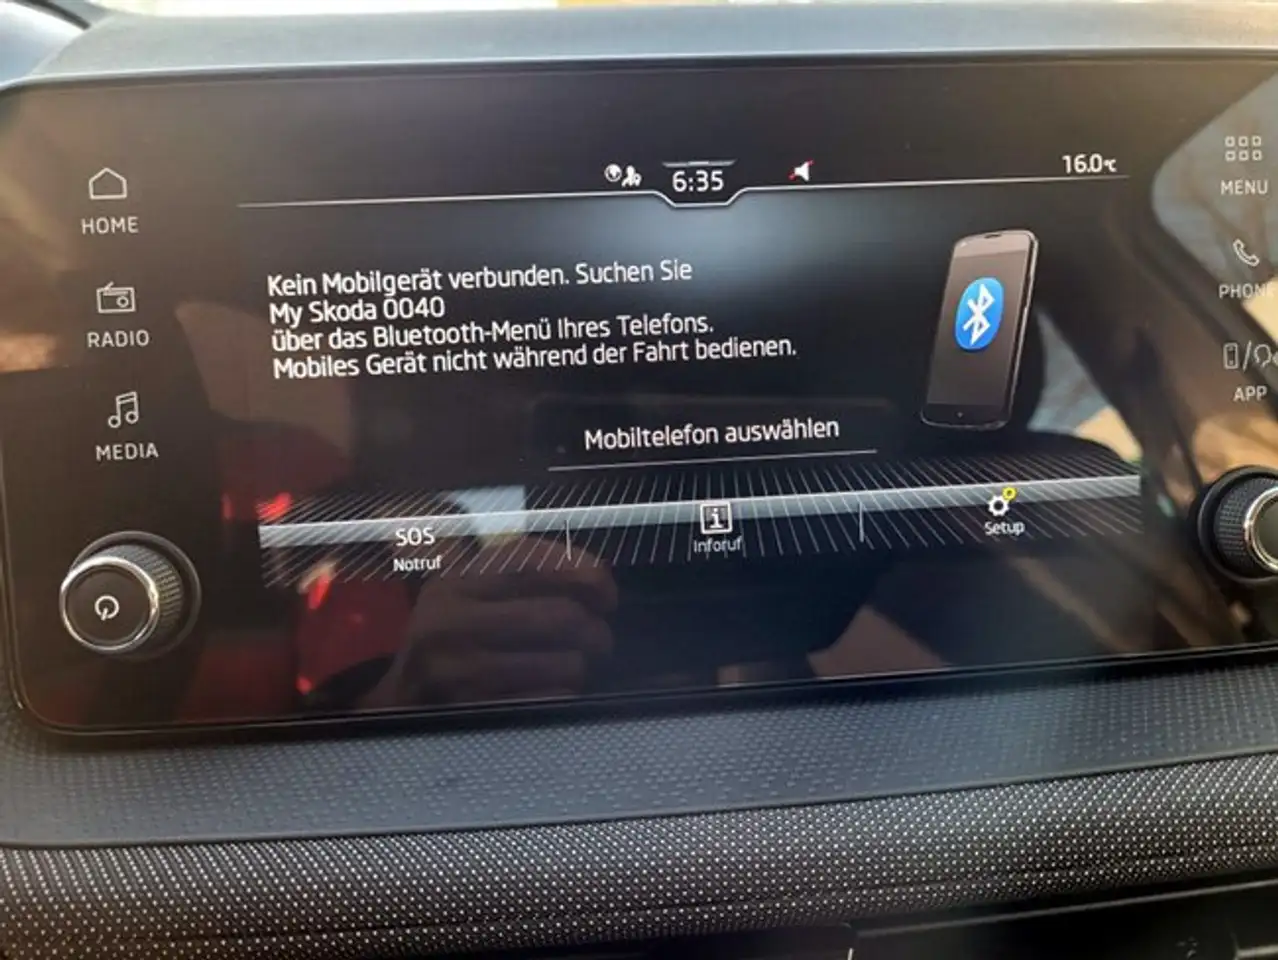 6:35
16.0°C
HOME
RADIO
MEDIA
Kein Mobilgerät verbunden. Suchen Sie
My Skoda 0040
über das Bluetooth-Menü Ihres Telefons.
Mobiles Gerät nicht während der Fahrt bedienen.
Mobiltelefon auswählen
SOS
Notruf
i
Inforuf
Setup
MENU
PHONE
APP